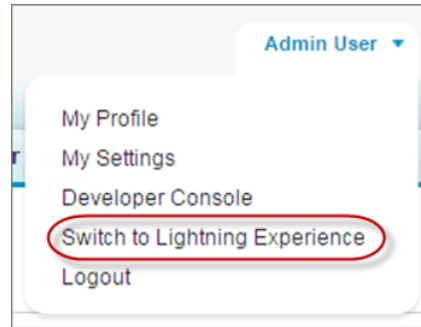 Admin User
My Profile
My Settings
r
Developer Console
Switch to Lightning Experience
Logout